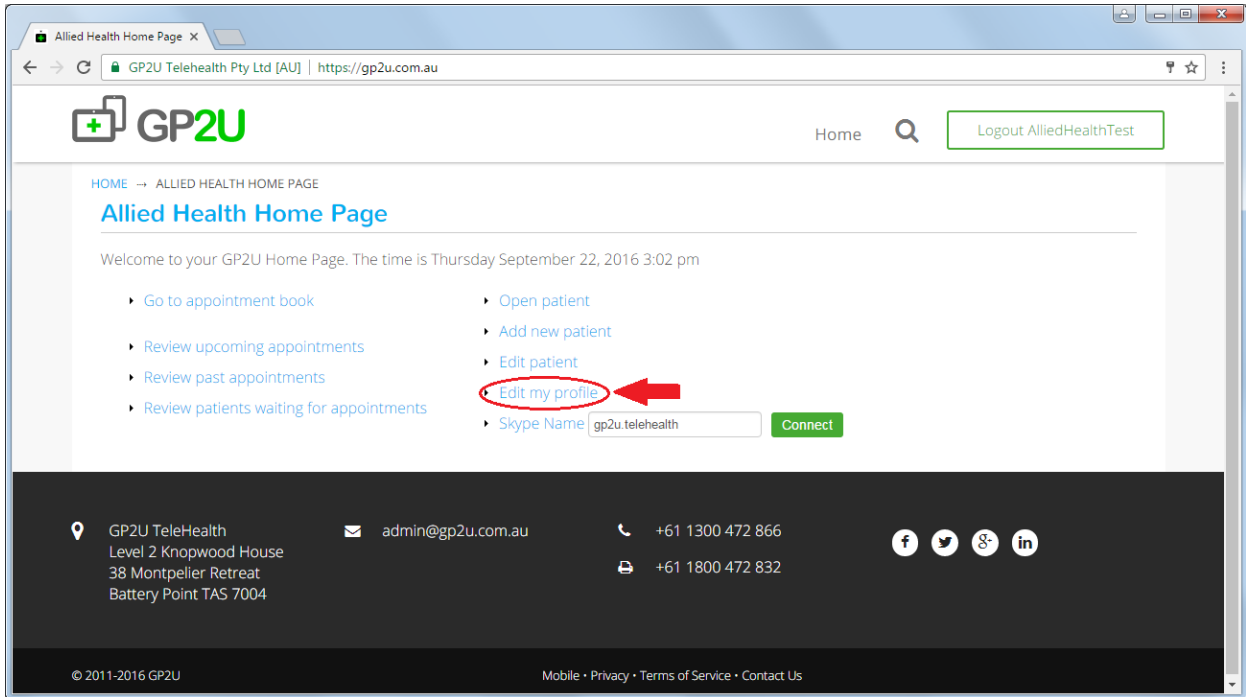 Allied Health Home Page
GP2U Telehealth Pty Ltd [AU] | https://gp2u.com.au
GP2U
Home
Logout AlliedHealthTest
HOME → ALLIED HEALTH HOME PAGE
Allied Health Home Page
Welcome to your GP2U Home Page. The time is Thursday September 22, 2016 3:02 pm
Go to appointment book
Review upcoming appointments
Review past appointments
Review patients waiting for appointments
Open patient
Add new patient
Edit patient
Edit my profile
Skype Name gp2u.telehealth Connect
GP2U TeleHealth
Level 2 Knopwood House
38 Montpelier Retreat
Battery Point TAS 7004
admin@gp2u.com.au
+61 1300 472 866
+61 1800 472 832
© 2011-2016 GP2U
Mobile • Privacy • Terms of Service • Contact Us